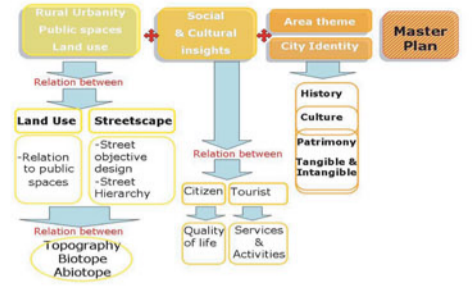 Rural Urbanity
Public spaces
Land use
Social
& Cultural
insights
Area theme
City Identity
Master
Plan
Relation between
Land Use
Streetscape
-Relation
to public
spaces
-Street
objective
design
-Street
Hierarchy
Relation between
Topography
Biotope
Abiotope
Relation between
Citizen
Tourist
Quality
of life
Services
&
Activities
History
Culture
Patrimony
Tangible &
Intangible